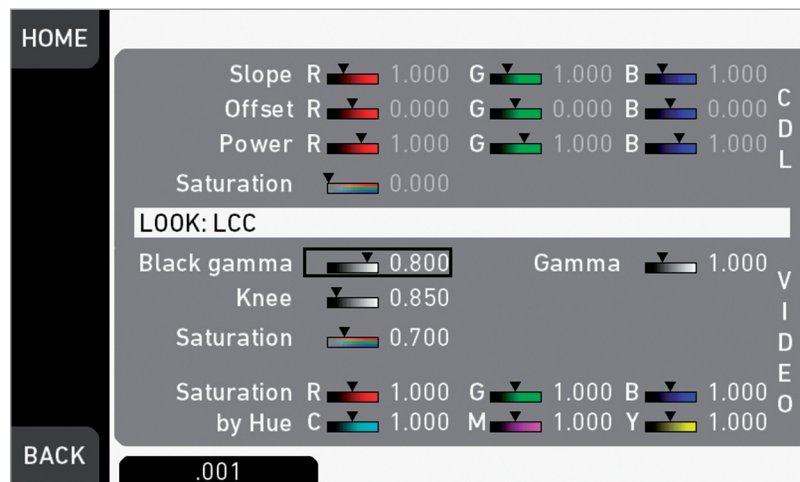 HOME
Slope R 1.000 G 1.000 B 1.000
Offset R 0.000 G 0.000 B 0.000
Power R 1.000 G 1.000 B 1.000
Saturation 0.000
CDL
LOOK: LCC
Black gamma 0.800 Gamma 1.000
Knee 0.850
Saturation 0.700
Saturation R 1.000 G 1.000 B 1.000
by Hue C 1.000 M 1.000 Y 1.000
VIDEO
BACK
.001